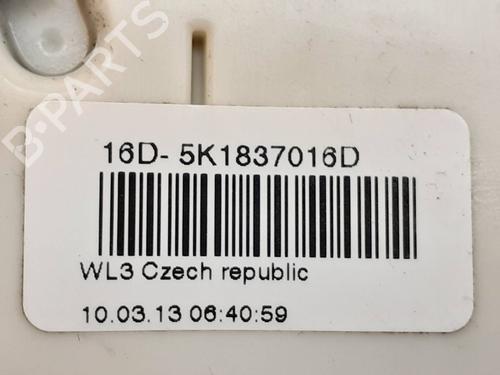 B-PARTS
16D- 5K1837016D
WL3 Czech republic
10.03.13 06:40:59